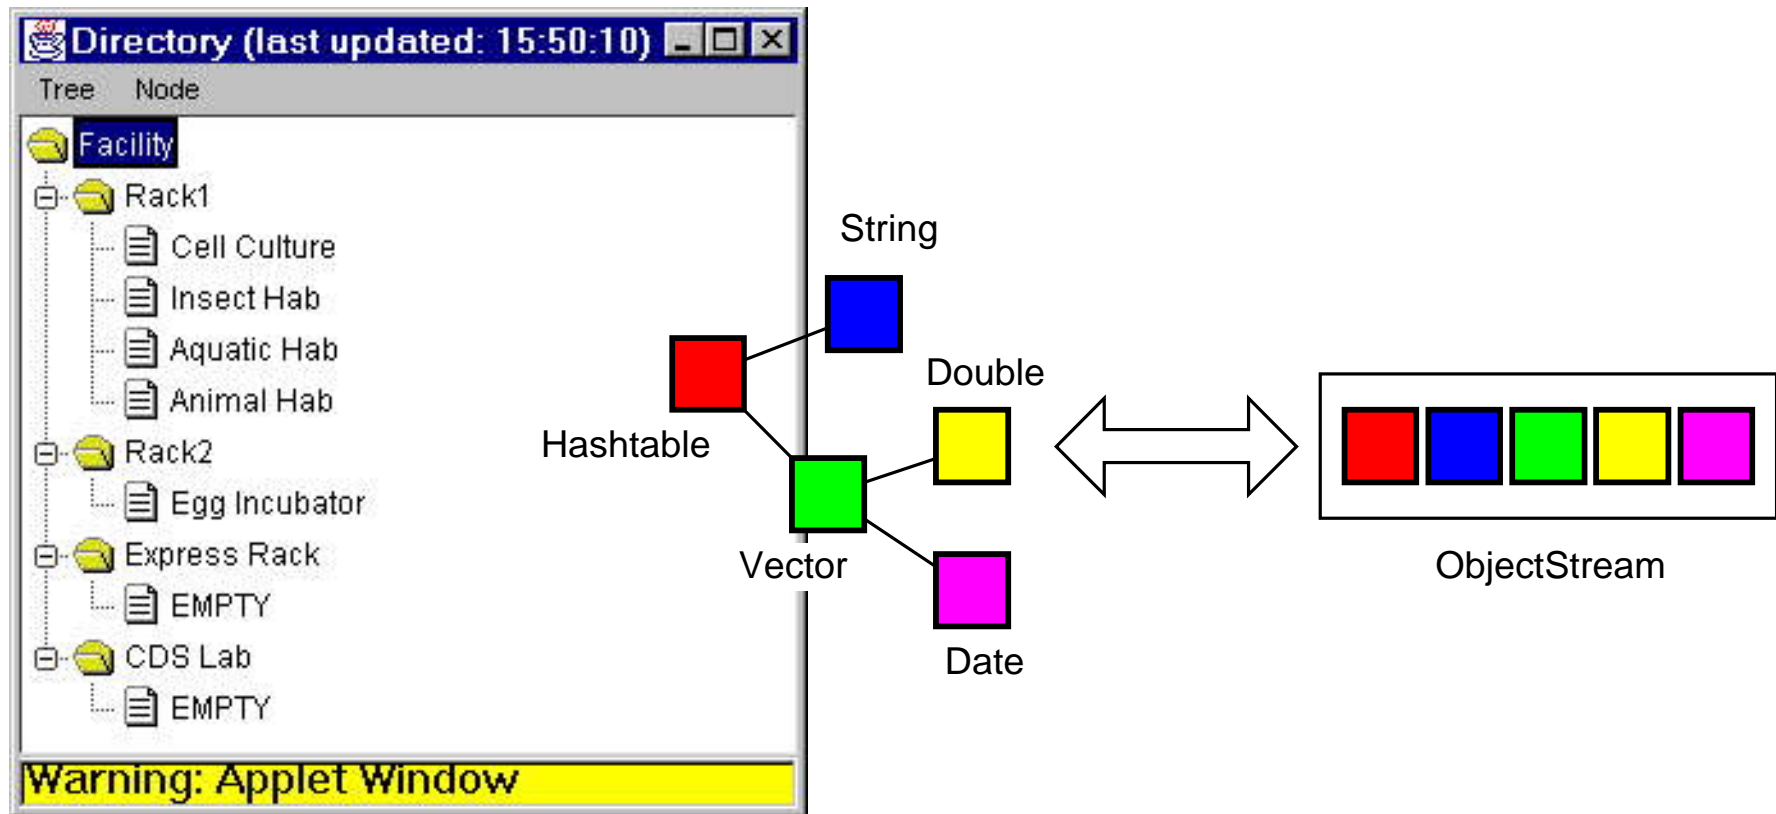 Directory (last updated: 15:50:10)
Tree Node
Facility
Rack1
Cell Culture
Insect Hab
Aquatic Hab
Animal Hab
Rack2
Egg Incubator
Express Rack
EMPTY
CDS Lab
EMPTY
Warning: Applet Window
String
Double
Hashtable
Vector
Date
ObjectStream